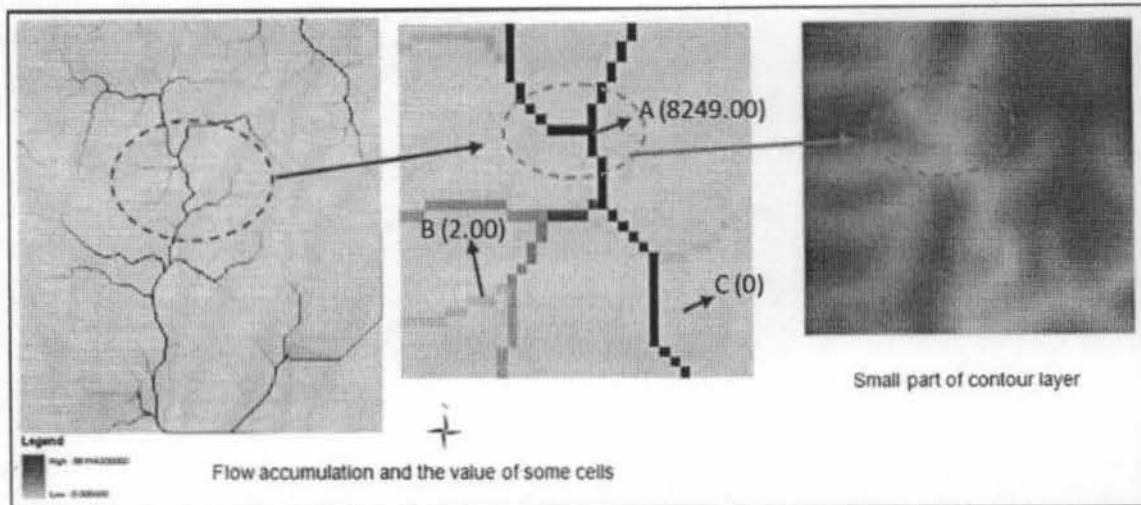 A (8249.00)
B (2.00)
C (0)
Small part of contour layer
Legend
Flow accumulation and the value of some cells